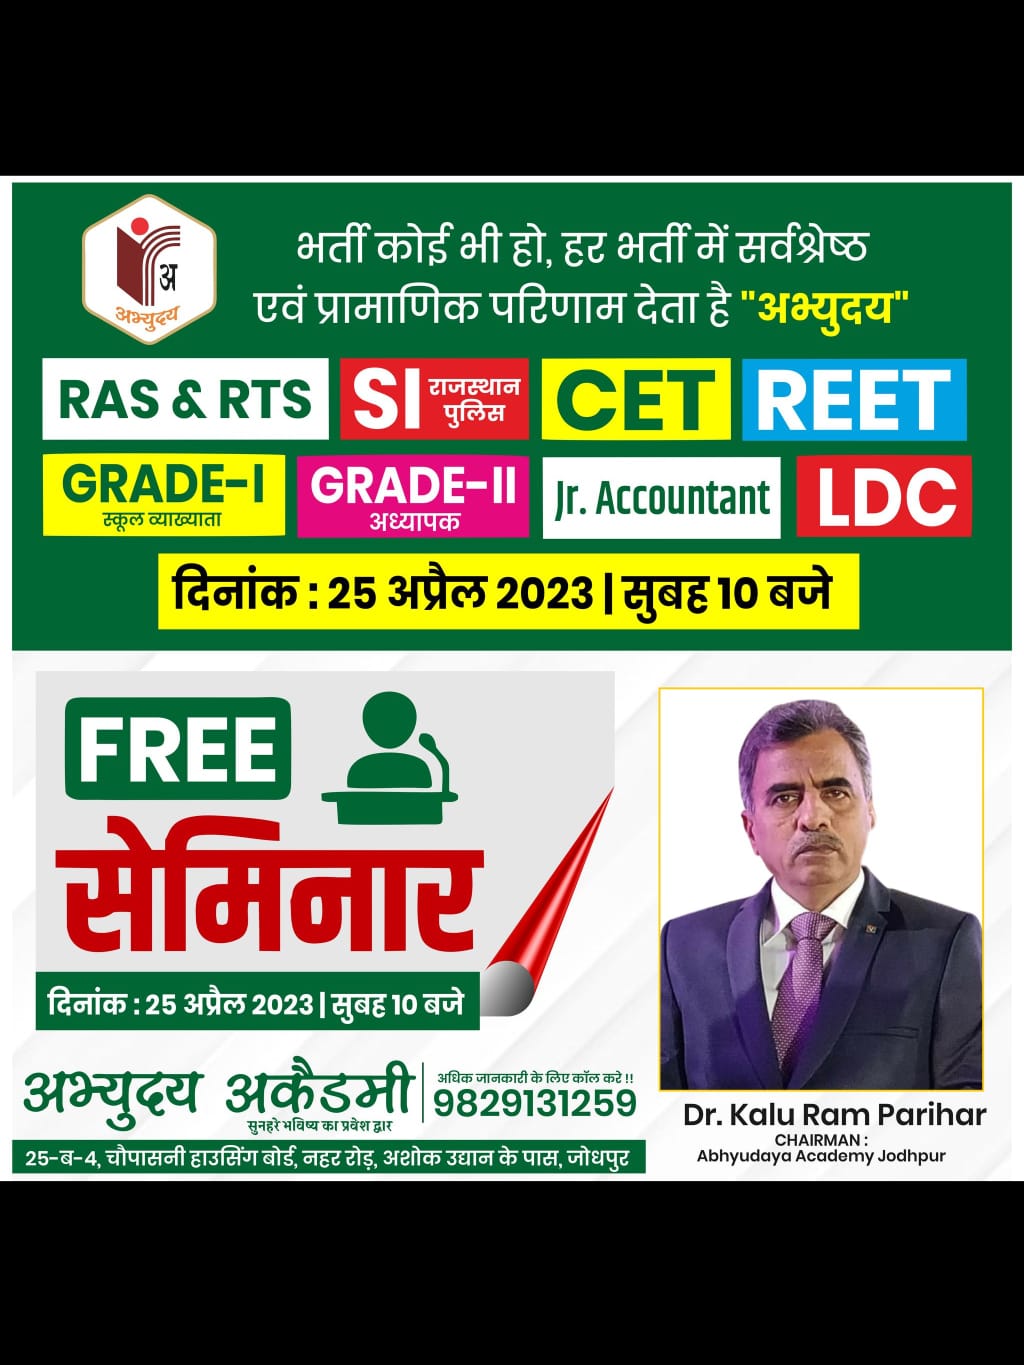 अ
अभ्युदय
भर्ती कोई भी हो, हर भर्ती में सर्वश्रेष्ठ
एवं प्रामाणिक परिणाम देता है "अभ्युदय"
RAS & RTS
SI राजस्थान
पुलिस
CET
REET
GRADE-I
स्कूल व्याख्याता
GRADE-II
अध्यापक
Jr. Accountant
LDC
दिनांक : 25 अप्रैल 2023 | सुबह 10 बजे
FREE
सेमिनार
दिनांक : 25 अप्रैल 2023 | सुबह 10 बजे
अभ्युदय अकैडमी
सुनहरे भविष्य का प्रवेश द्वार
अधिक जानकारी के लिए कॉल करे !!
9829131259
25-ब-4, चौपासनी हाउसिंग बोर्ड, नहर रोड़, अशोक उद्यान के पास, जोधपुर
Dr. Kalu Ram Parihar
CHAIRMAN :
Abhyudaya Academy Jodhpur